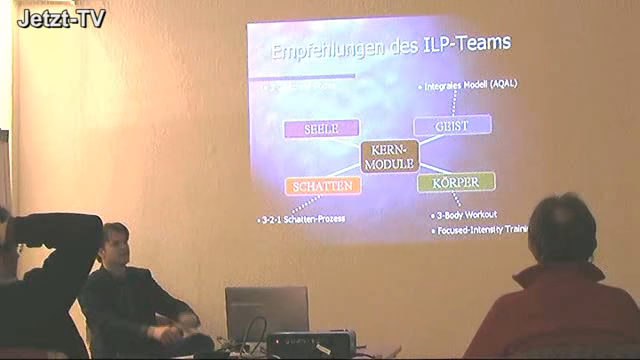 Jetzt-TV
Empfehlungen des ILP-Teams
• Integrales Modell (AQAL)
SEELE
GEIST
KERN-
MODULE
SCHATTEN
KÖRPER
• 3-2-1 Schatten-Prozess
• 3-Body Workout
• Focused-Intensity Training